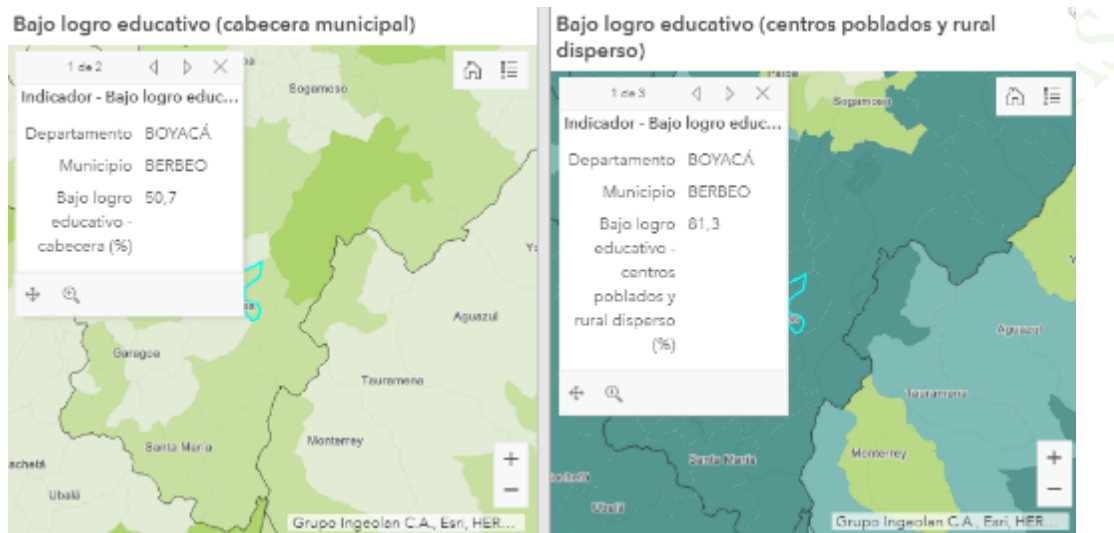 Bajo logro educativo (cabecera municipal)
1 de 2
Indicador - Bajo logro educ...
Departamento BOYACÁ
Municipio BERBEO
Bajo logro 50,7
educativo -
cabecera (%)
Sogamoso
Aguazul
Garagoa
Tauramena
Santa María
Monterrey
achetá
Ubalá
+
−
Grupo Ingeolan C.A., Esri, HER...
Bajo logro educativo (centros poblados y rural
disperso)
1 de 3
Indicador - Bajo logro educ...
Departamento BOYACÁ
Municipio BERBEO
Bajo logro 81,3
educativo -
centros
poblados y
rural disperso
(%)
Sogamoso
Aguazul
Tauramena
Monterrey
Santa María
Ubalá
+
−
Grupo Ingeolan C.A., Esri, HER...